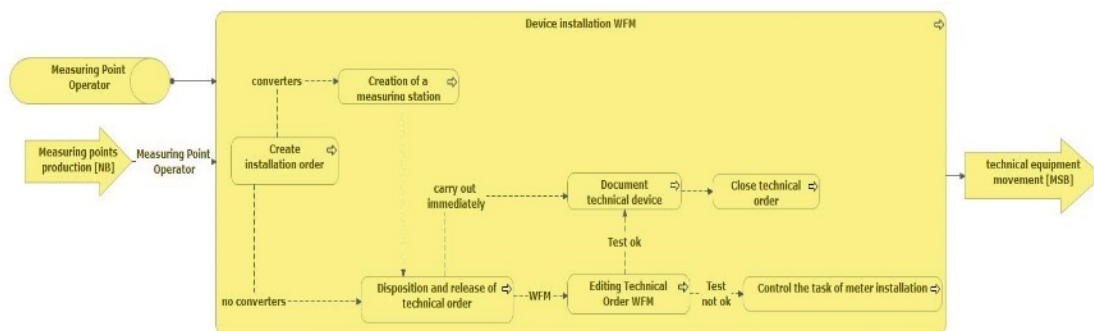 Device installation WFM
Measuring Point
Operator
converters
Creation of a
measuring station
Measuring points
production [NB]
Measuring Point
Operator
Create
installation order
technical equipment
movement [MSB]
carry out
immediately
Document
technical device
Close technical
order
Test ok
no converters
Disposition and release of
technical order
WFM
Editing Technical
Order WFM
Test
not ok
Control the task of meter installation